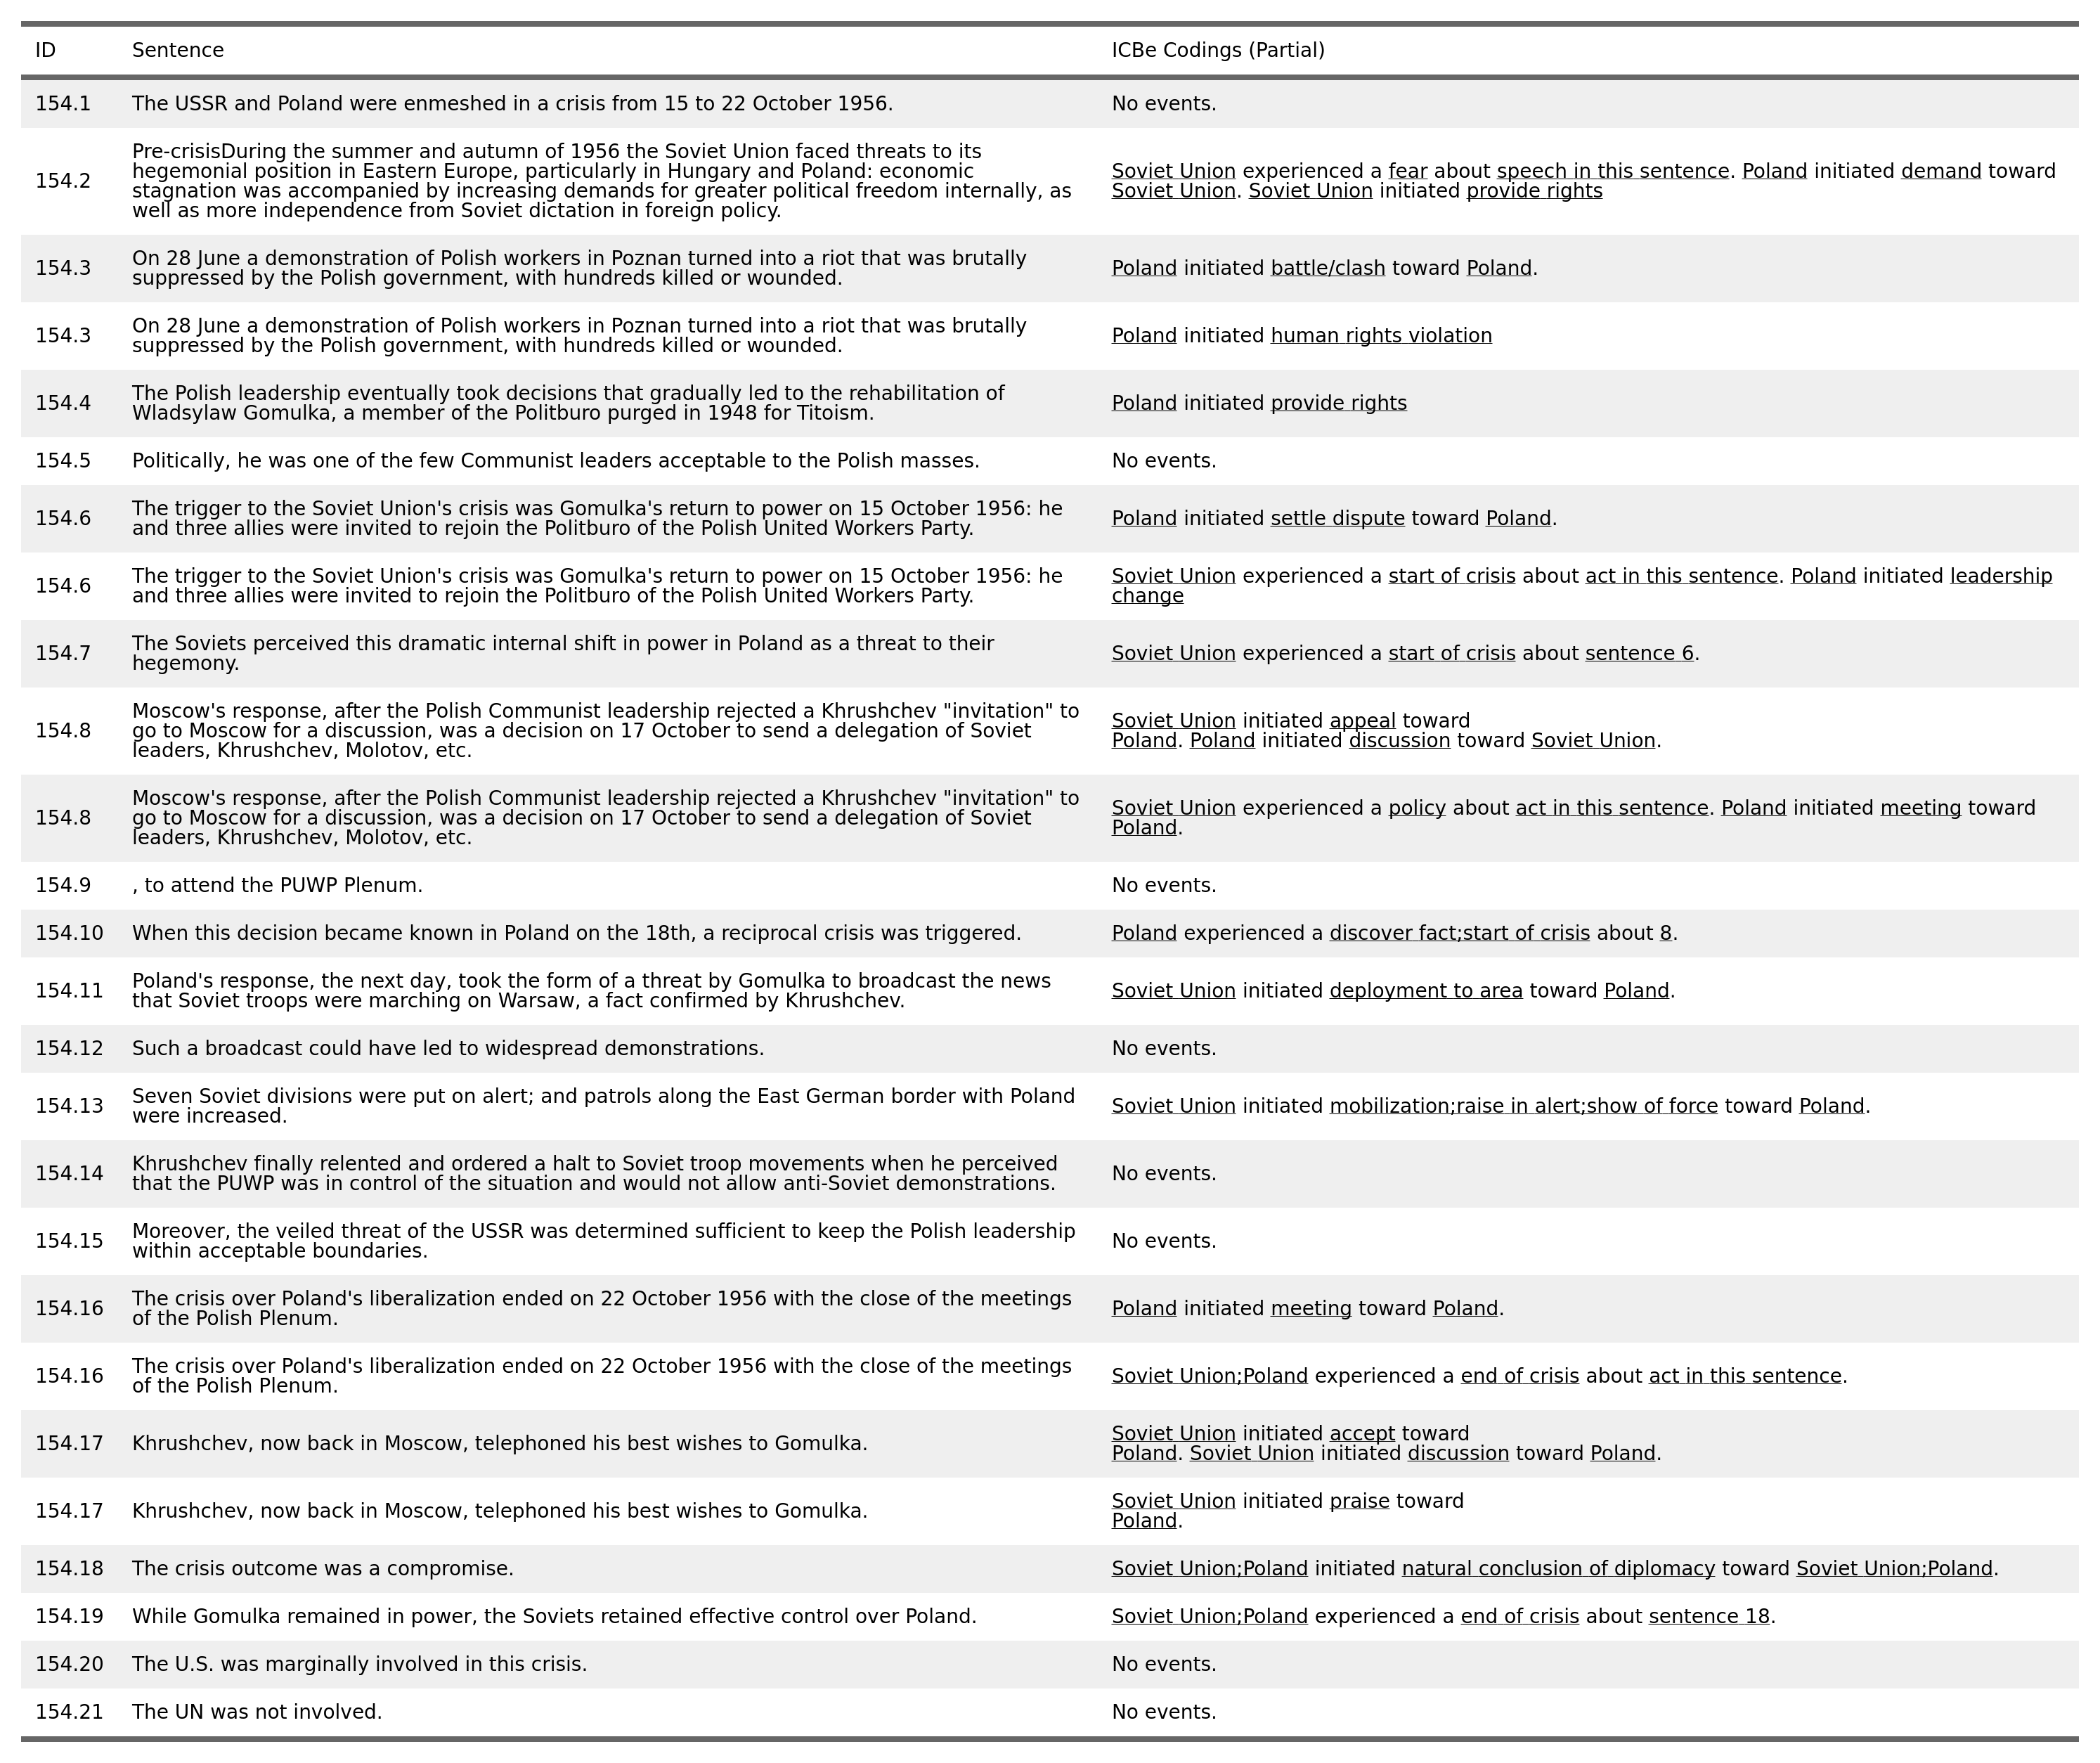 ID Sentence ICBe Codings (Partial)
154.1 The USSR and Poland were enmeshed in a crisis from 15 to 22 October 1956. No events.
154.2
Pre-crisisDuring the summer and autumn of 1956 the Soviet Union faced threats to its
hegemonial position in Eastern Europe, particularly in Hungary and Poland: economic
stagnation was accompanied by increasing demands for greater political freedom internally, as
well as more independence from Soviet dictation in foreign policy.
Soviet Union experienced a fear about speech in this sentence. Poland initiated demand toward
Soviet Union. Soviet Union initiated provide rights
154.3
On 28 June a demonstration of Polish workers in Poznan turned into a riot that was brutally
suppressed by the Polish government, with hundreds killed or wounded.
Poland initiated battle/clash toward Poland.
154.3
On 28 June a demonstration of Polish workers in Poznan turned into a riot that was brutally
suppressed by the Polish government, with hundreds killed or wounded.
Poland initiated human rights violation
154.4
The Polish leadership eventually took decisions that gradually led to the rehabilitation of
Wladsylaw Gomulka, a member of the Politburo purged in 1948 for Titoism.
Poland initiated provide rights
154.5 Politically, he was one of the few Communist leaders acceptable to the Polish masses. No events.
154.6
The trigger to the Soviet Union's crisis was Gomulka's return to power on 15 October 1956: he
and three allies were invited to rejoin the Politburo of the Polish United Workers Party.
Poland initiated settle dispute toward Poland.
154.6
The trigger to the Soviet Union's crisis was Gomulka's return to power on 15 October 1956: he
and three allies were invited to rejoin the Politburo of the Polish United Workers Party.
Soviet Union experienced a start of crisis about act in this sentence. Poland initiated leadership
change
154.7
The Soviets perceived this dramatic internal shift in power in Poland as a threat to their
hegemony.
Soviet Union experienced a start of crisis about sentence 6.
154.8
Moscow's response, after the Polish Communist leadership rejected a Khrushchev "invitation" to
go to Moscow for a discussion, was a decision on 17 October to send a delegation of Soviet
leaders, Khrushchev, Molotov, etc.
Soviet Union initiated appeal toward
Poland. Poland initiated discussion toward Soviet Union.
154.8
Moscow's response, after the Polish Communist leadership rejected a Khrushchev "invitation" to
go to Moscow for a discussion, was a decision on 17 October to send a delegation of Soviet
leaders, Khrushchev, Molotov, etc.
Soviet Union experienced a policy about act in this sentence. Poland initiated meeting toward
Poland.
154.9 , to attend the PUWP Plenum. No events.
154.10 When this decision became known in Poland on the 18th, a reciprocal crisis was triggered. Poland experienced a discover fact;start of crisis about 8.
154.11
Poland's response, the next day, took the form of a threat by Gomulka to broadcast the news
that Soviet troops were marching on Warsaw, a fact confirmed by Khrushchev.
Soviet Union initiated deployment to area toward Poland.
154.12 Such a broadcast could have led to widespread demonstrations. No events.
154.13
Seven Soviet divisions were put on alert; and patrols along the East German border with Poland
were increased.
Soviet Union initiated mobilization;raise in alert;show of force toward Poland.
154.14
Khrushchev finally relented and ordered a halt to Soviet troop movements when he perceived
that the PUWP was in control of the situation and would not allow anti-Soviet demonstrations.
No events.
154.15
Moreover, the veiled threat of the USSR was determined sufficient to keep the Polish leadership
within acceptable boundaries.
No events.
154.16
The crisis over Poland's liberalization ended on 22 October 1956 with the close of the meetings
of the Polish Plenum.
Poland initiated meeting toward Poland.
154.16
The crisis over Poland's liberalization ended on 22 October 1956 with the close of the meetings
of the Polish Plenum.
Soviet Union;Poland experienced a end of crisis about act in this sentence.
154.17 Khrushchev, now back in Moscow, telephoned his best wishes to Gomulka.
Soviet Union initiated accept toward
Poland. Soviet Union initiated discussion toward Poland.
154.17 Khrushchev, now back in Moscow, telephoned his best wishes to Gomulka.
Soviet Union initiated praise toward
Poland.
154.18 The crisis outcome was a compromise. Soviet Union;Poland initiated natural conclusion of diplomacy toward Soviet Union;Poland.
154.19 While Gomulka remained in power, the Soviets retained effective control over Poland. Soviet Union;Poland experienced a end of crisis about sentence 18.
154.20 The U.S. was marginally involved in this crisis. No events.
154.21 The UN was not involved. No events.